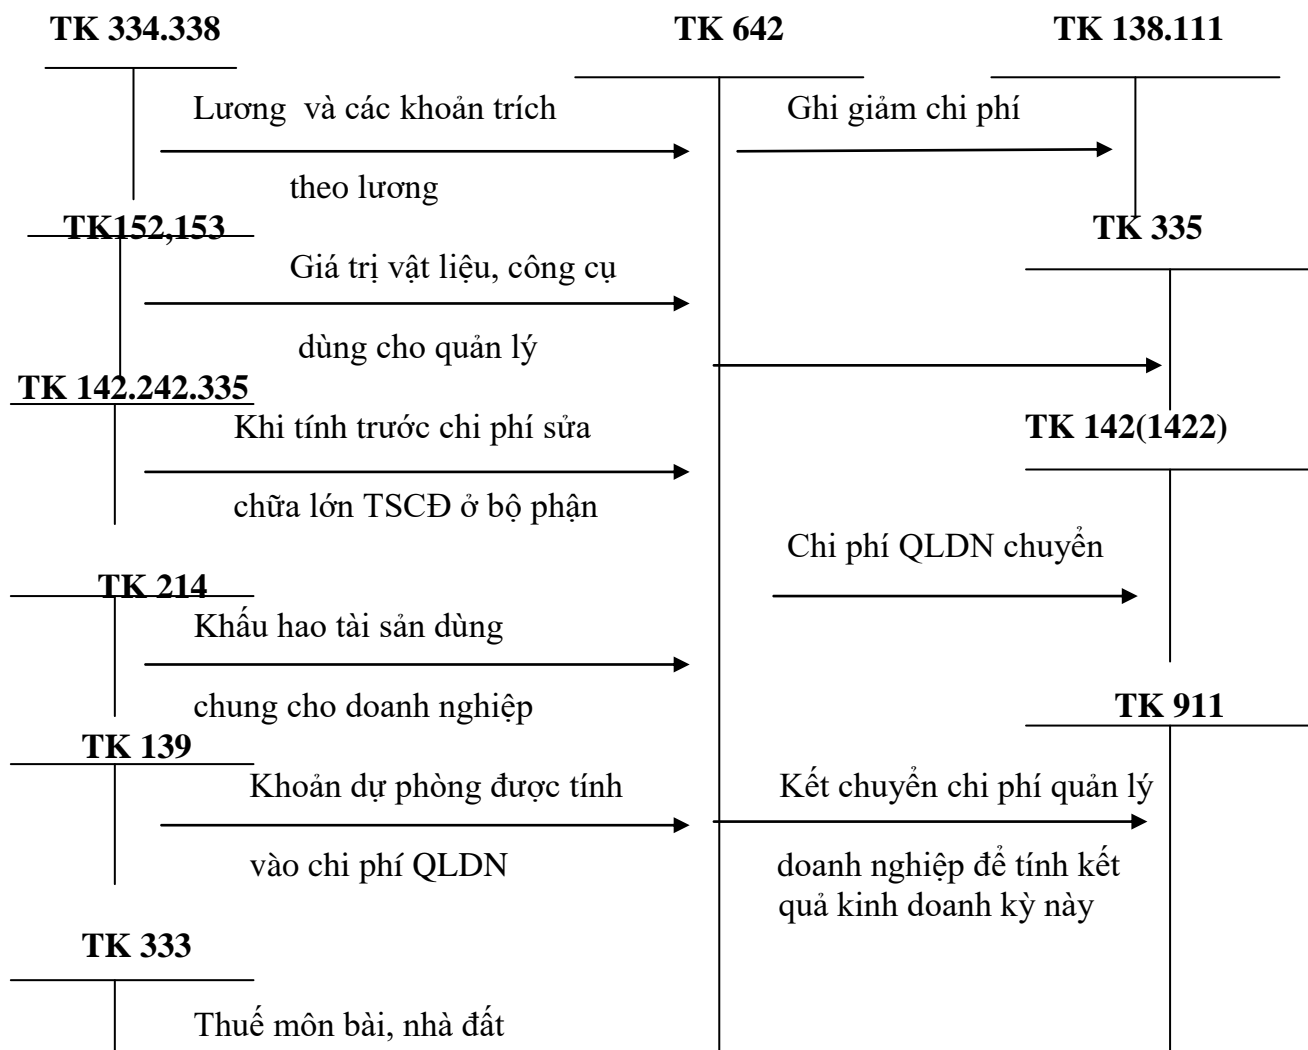 TK 334.338
TK 642
TK 138.111
Lương và các khoản trích
Ghi giảm chi phí
theo lương
TK152,153
TK 335
Giá trị vật liệu, công cụ
dùng cho quản lý
TK 142.242.335
Khi tính trước chi phí sửa
TK 142(1422)
chữa lớn TSCĐ ở bộ phận
Chi phí QLDN chuyển
TK 214
Khấu hao tài sản dùng
chung cho doanh nghiệp
TK 911
TK 139
Khoản dự phòng được tính
Kết chuyển chi phí quản lý
vào chi phí QLDN
doanh nghiệp để tính kết
quả kinh doanh kỳ này
TK 333
Thuế môn bài, nhà đất